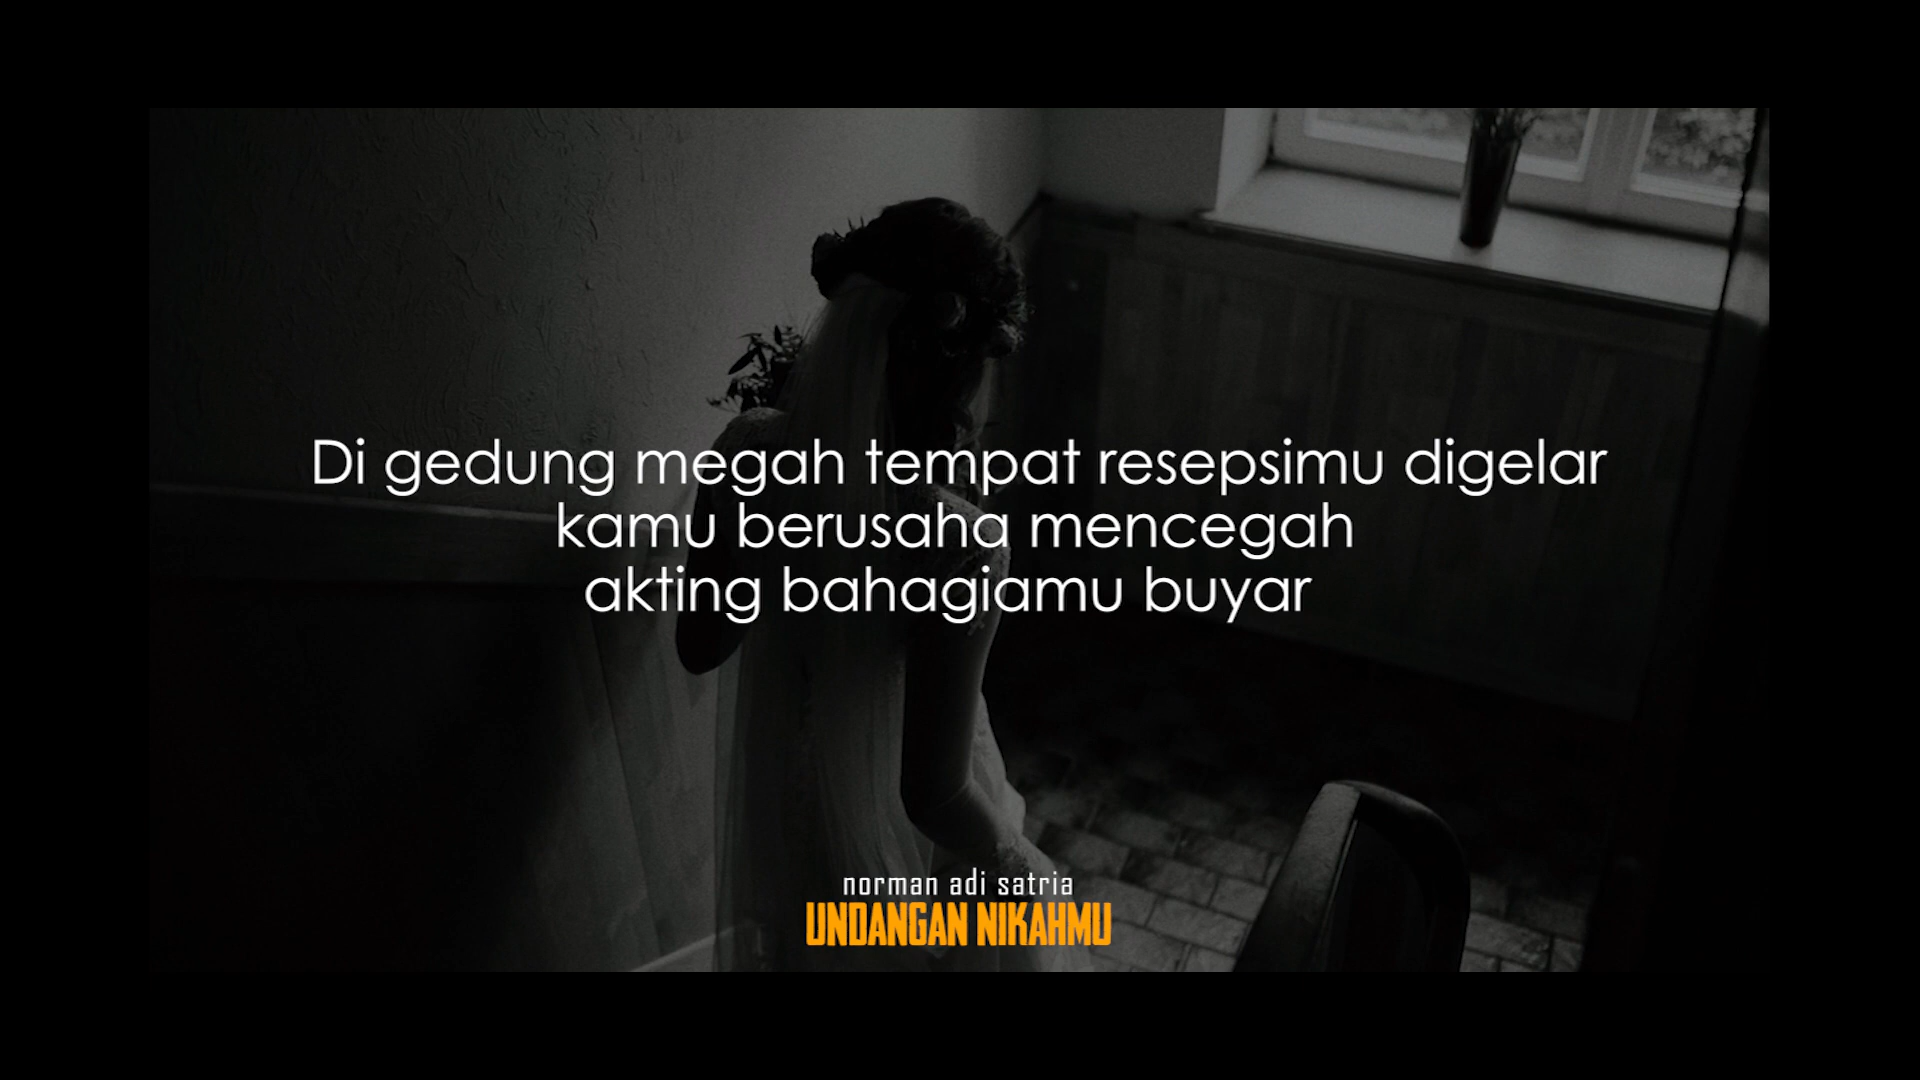 Di gedung megah tempat resepsimu digelar
kamu berusaha mencegah
akting bahagiamu buyar
norman adi satria
UNDANGAN NIKAHMU